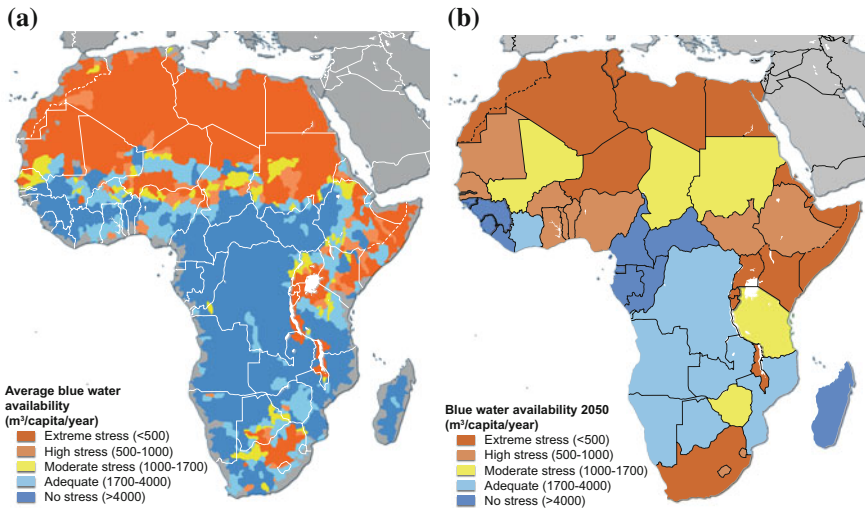 (a)
Average blue water
availability
(m³/capita/year)
Extreme stress (<500)
High stress (500-1000)
Moderate stress (1000-1700)
Adequate (1700-4000)
No stress (>4000)
(b)
Blue water availability 2050
(m³/capita/year)
Extreme stress (<500)
High stress (500-1000)
Moderate stress (1000-1700)
Adequate (1700-4000)
No stress (>4000)